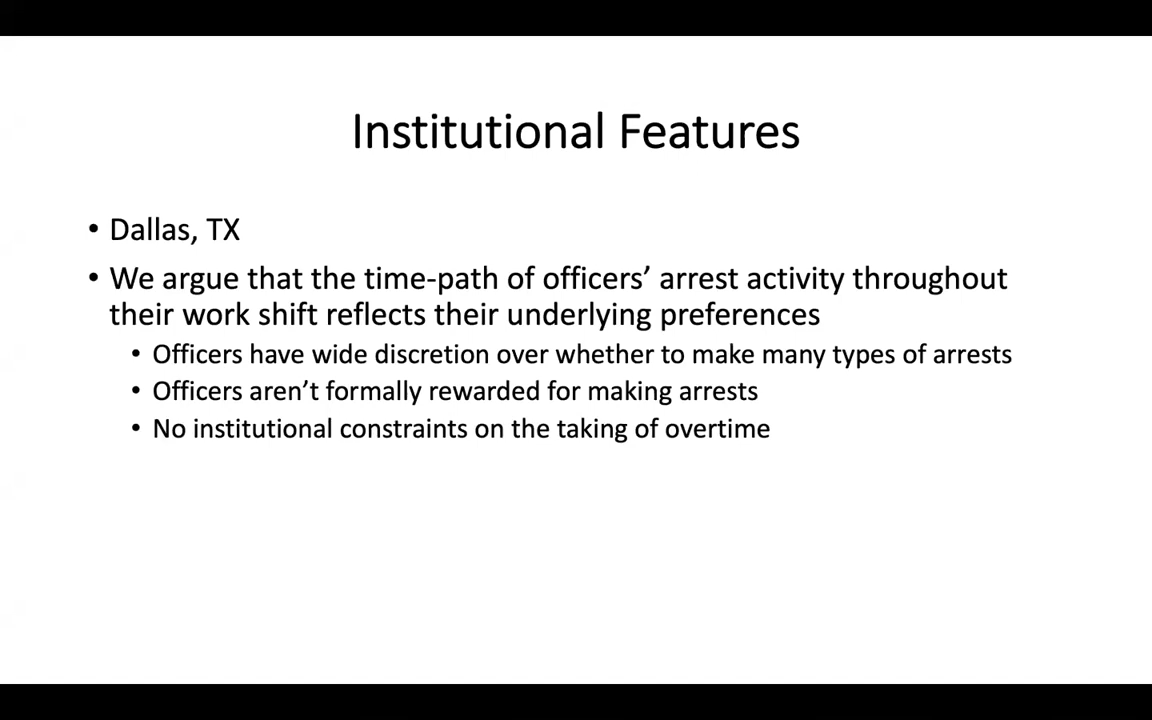 Institutional Features
• Dallas, TX
• We argue that the time-path of officers’ arrest activity throughout
their work shift reflects their underlying preferences
• Officers have wide discretion over whether to make many types of arrests
• Officers aren’t formally rewarded for making arrests
• No institutional constraints on the taking of overtime